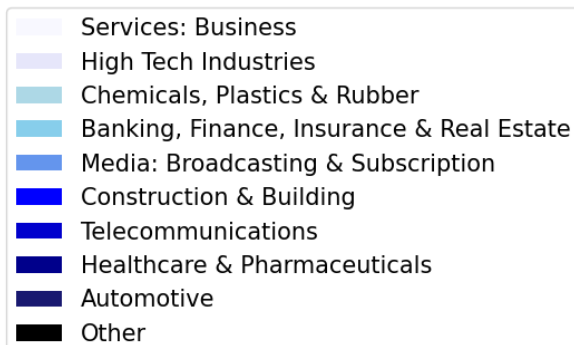 Services: Business
High Tech Industries
Chemicals, Plastics & Rubber
Banking, Finance, Insurance & Real Estate
Media: Broadcasting & Subscription
Construction & Building
Telecommunications
Healthcare & Pharmaceuticals
Automotive
Other